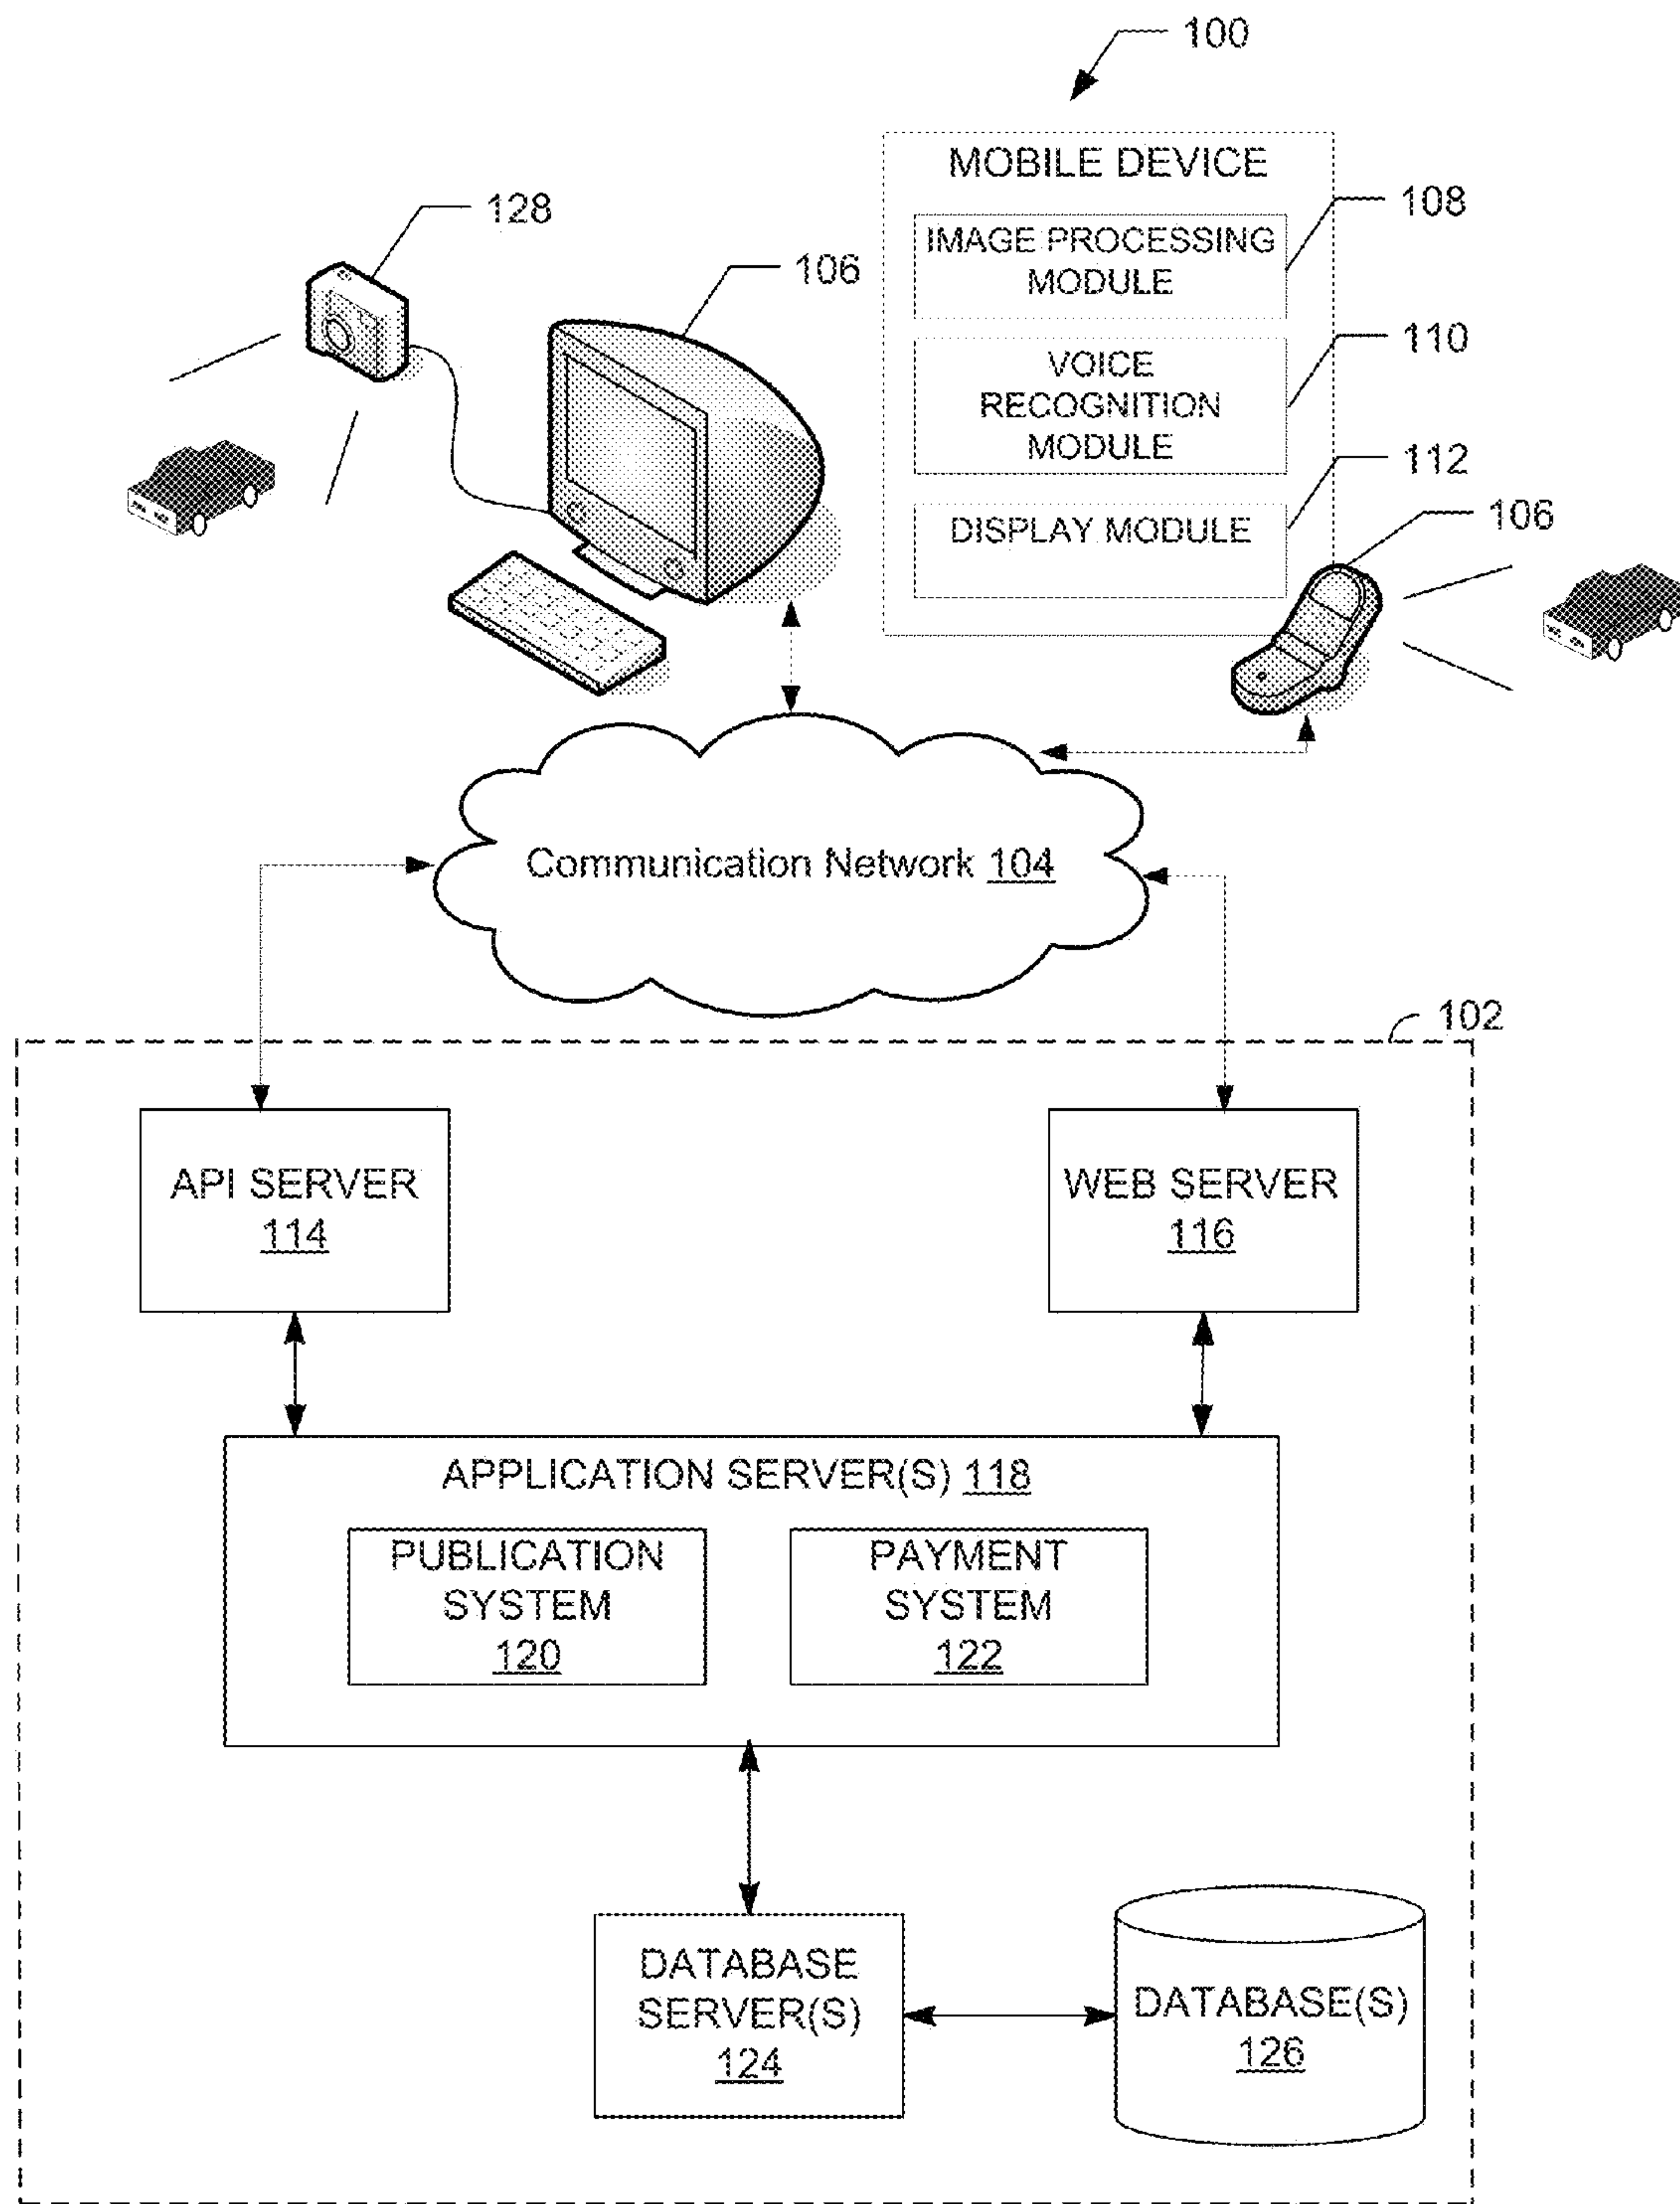 100
MOBILE DEVICE
128
108
IMAGE PROCESSING
MODULE
106
110
VOICE
RECOGNITION
MODULE
112
DISPLAY MODULE
106
Communication Network 104
102
API SERVER
114
WEB SERVER
116
APPLICATION SERVER(S) 118
PUBLICATION
SYSTEM
120
PAYMENT
SYSTEM
122
DATABASE
SERVER(S)
124
DATABASE(S)
126